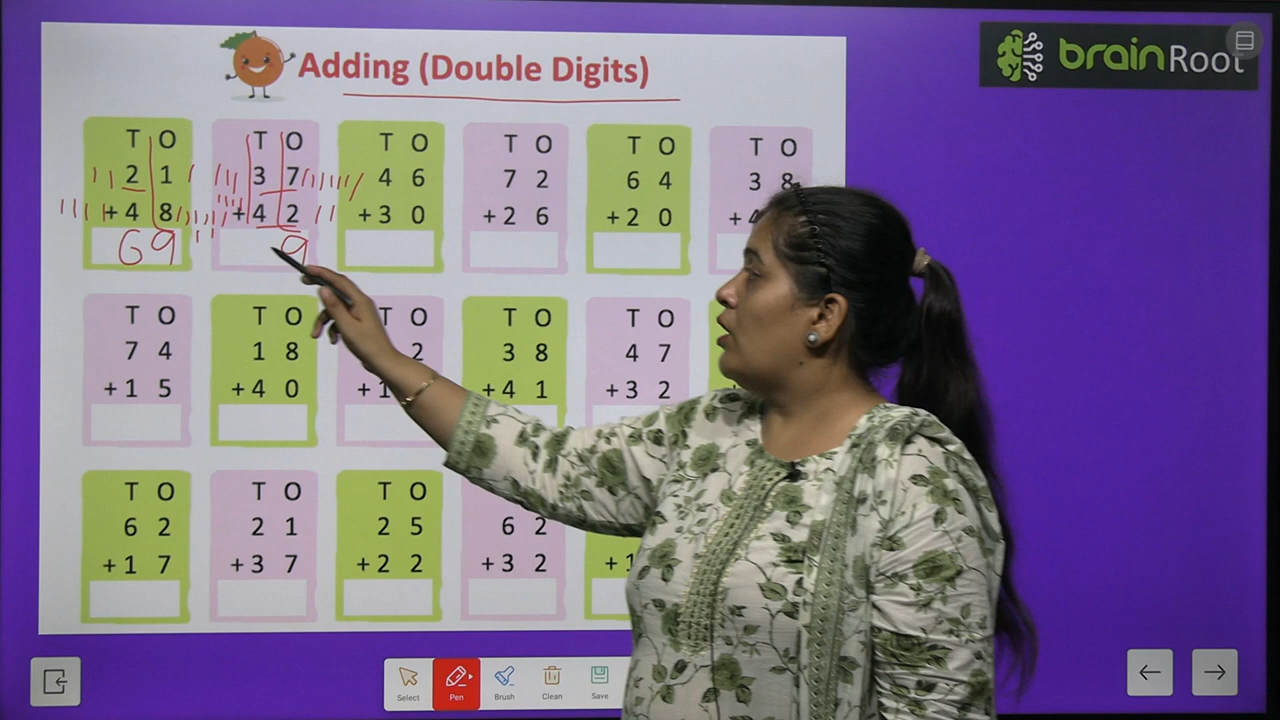 Adding (Double Digits)
brainRoot
T O T O T O T O T O T O
2 1 3 7 4 6 7 2 6 4 3 8
+4 8 +4 2 +3 0 +2 6 +2 0 +
69 9
T O T O T O T O T O
7 4 1 8 2 3 8 4 7
+1 5 +4 0 +1 +4 1 +3 2
T O T O T O
6 2 2 1 2 5 6 2
+1 7 +3 7 +2 2 +3 2 +1
Select Pen Brush Clean Save